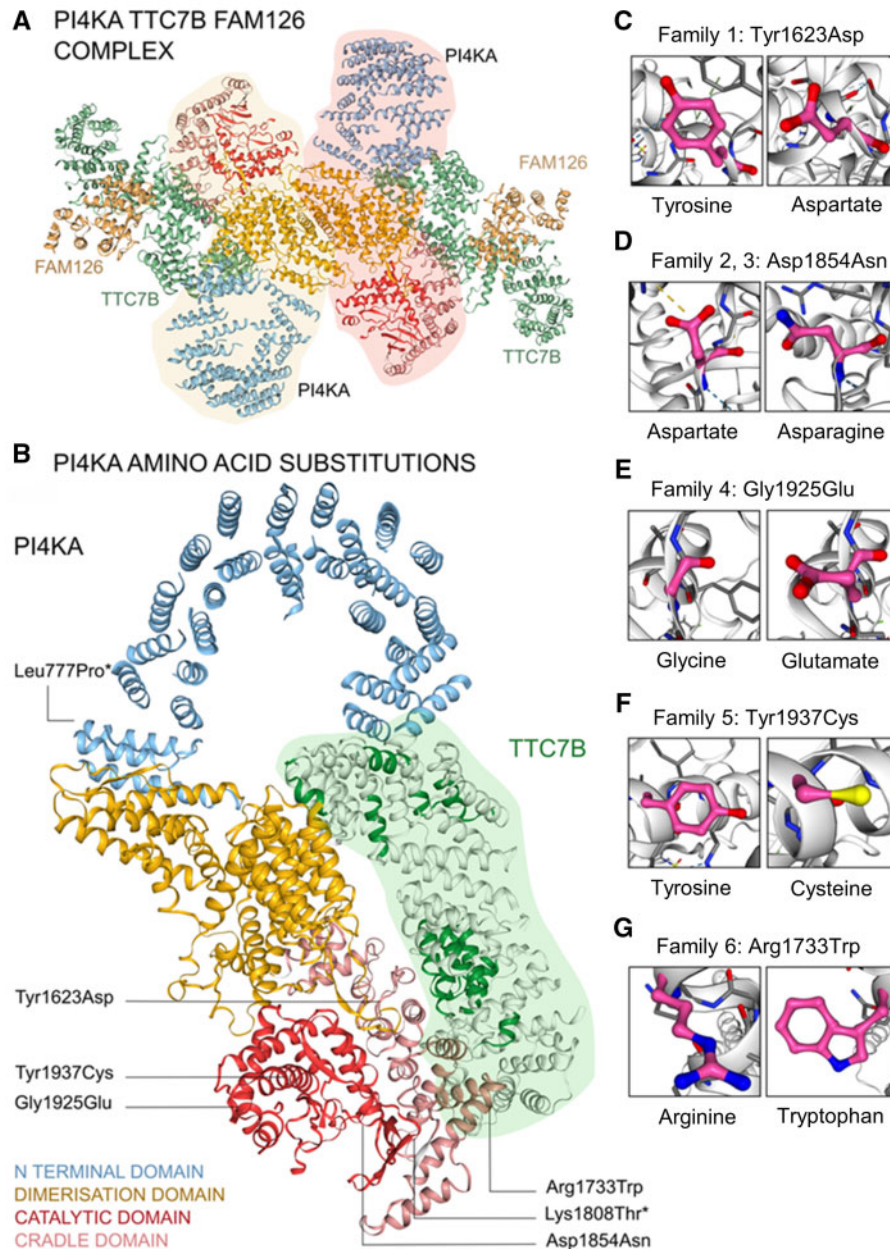 A
PI4KA TTC7B FAM126
COMPLEX
PI4KA
FAM126
FAM126
TTC7B
TTC7B
PI4KA
B
PI4KA AMINO ACID SUBSTITUTIONS
PI4KA
Leu777Pro*
TTC7B
Tyr1623Asp
Tyr1937Cys
Gly1925Glu
N TERMINAL DOMAIN
DIMERISATION DOMAIN
CATALYTIC DOMAIN
CRADLE DOMAIN
Arg1733Trp
Lys1808Thr*
Asp1854Asn
C
Family 1: Tyr1623Asp
Tyrosine Aspartate
D
Family 2, 3: Asp1854Asn
Aspartate Asparagine
E
Family 4: Gly1925Glu
Glycine Glutamate
F
Family 5: Tyr1937Cys
Tyrosine Cysteine
G
Family 6: Arg1733Trp
Arginine Tryptophan